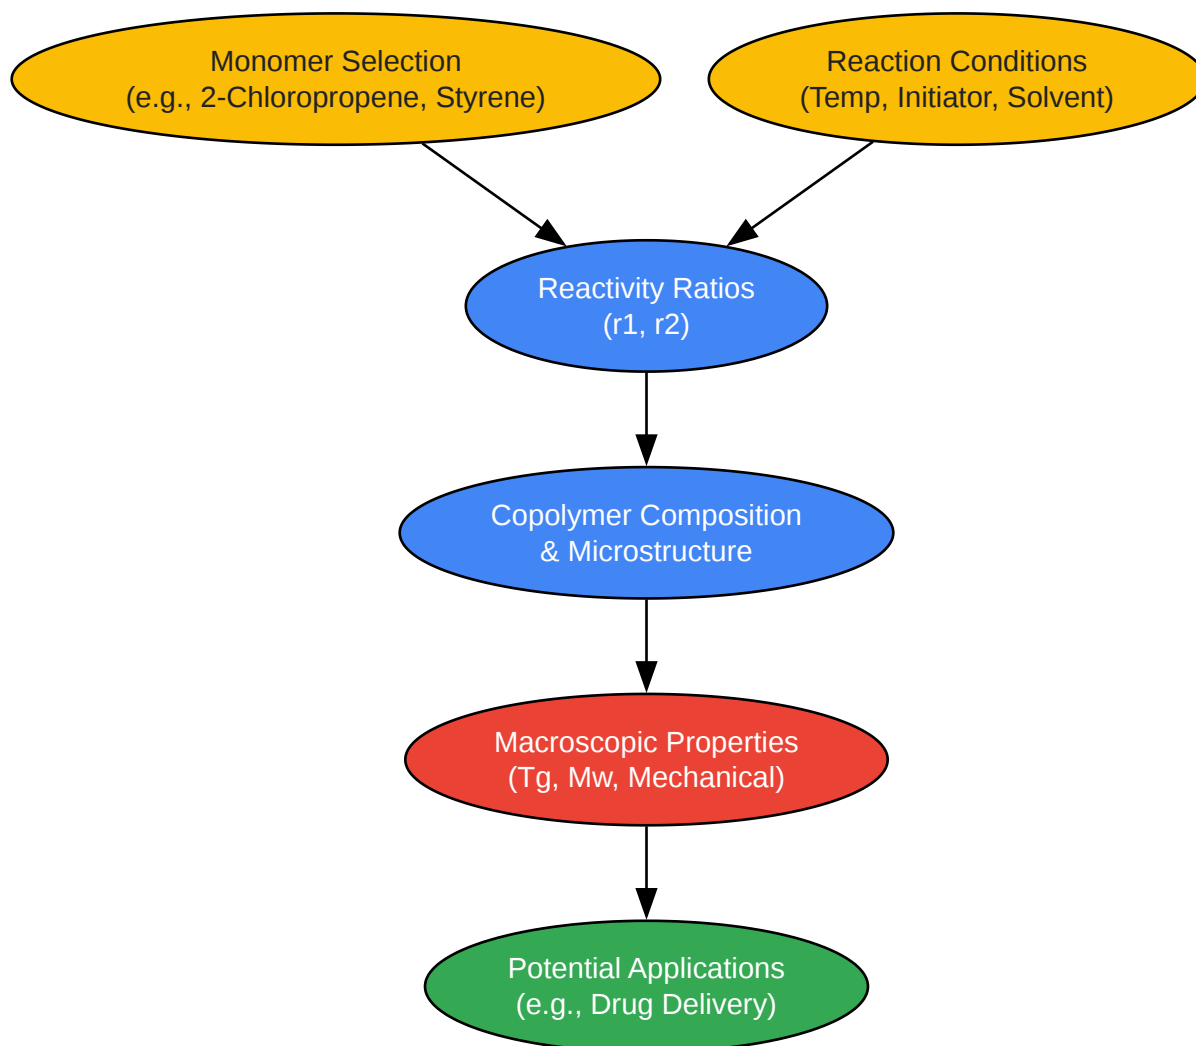 Monomer Selection
(e.g., 2-Chloropropene, Styrene)
Reaction Conditions
(Temp, Initiator, Solvent)
Reactivity Ratios
(r1, r2)
Copolymer Composition
& Microstructure
Macroscopic Properties
(Tg, Mw, Mechanical)
Potential Applications
(e.g., Drug Delivery)